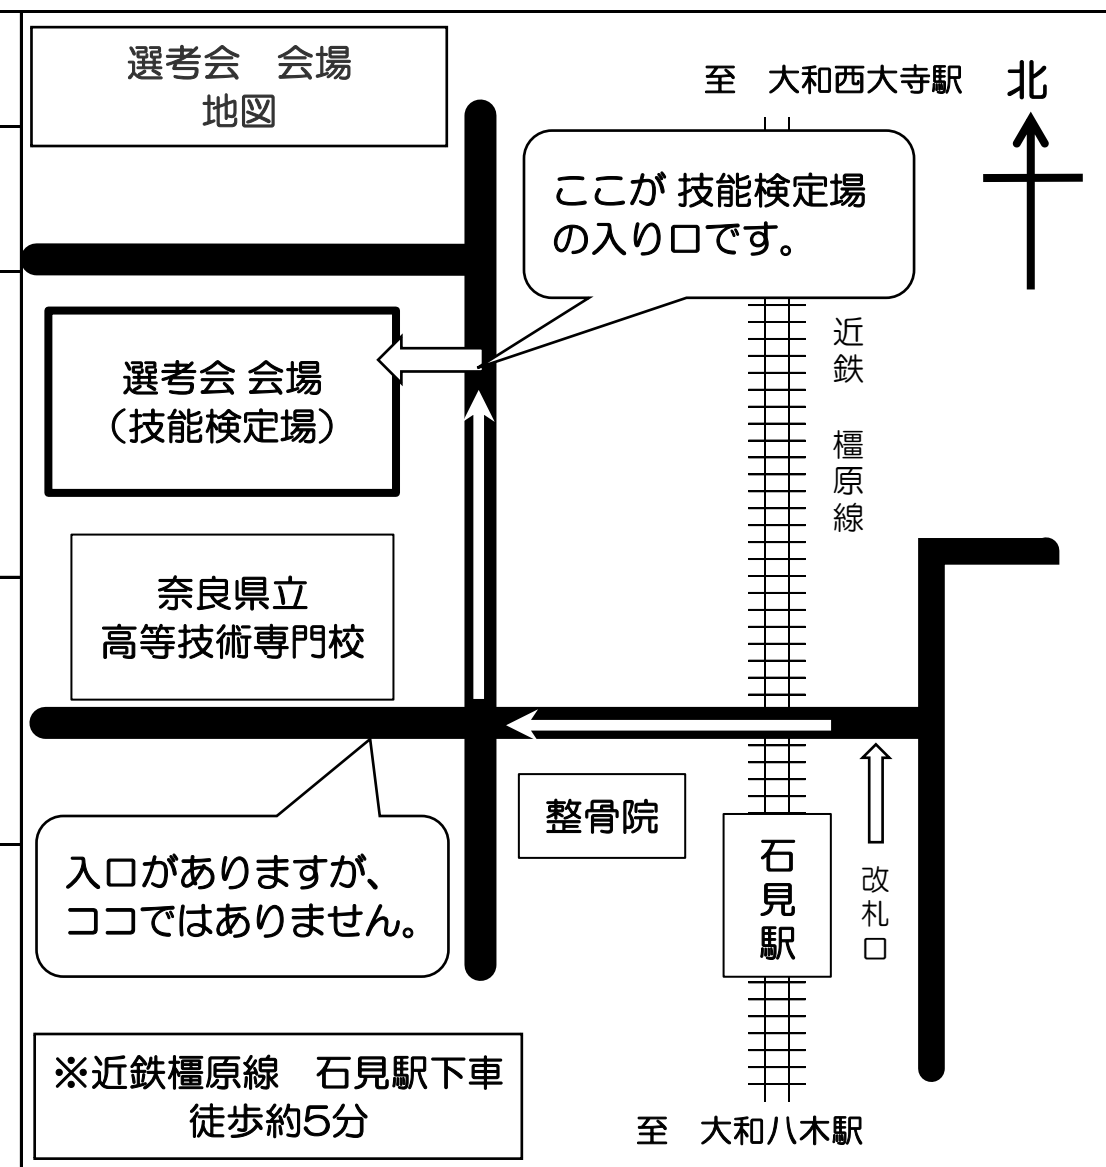 選考会　会場
地図
至　大和西大寺駅
北
ここが 技能検定場
の入り口です。
近鉄　橿原線
選考会 会場
（技能検定場）
奈良県立
高等技術専門校
整骨院
石見駅
改札口
入口がありますが、
ココではありません。
※近鉄橿原線　石見駅下車
徒歩約5分
至　大和八木駅